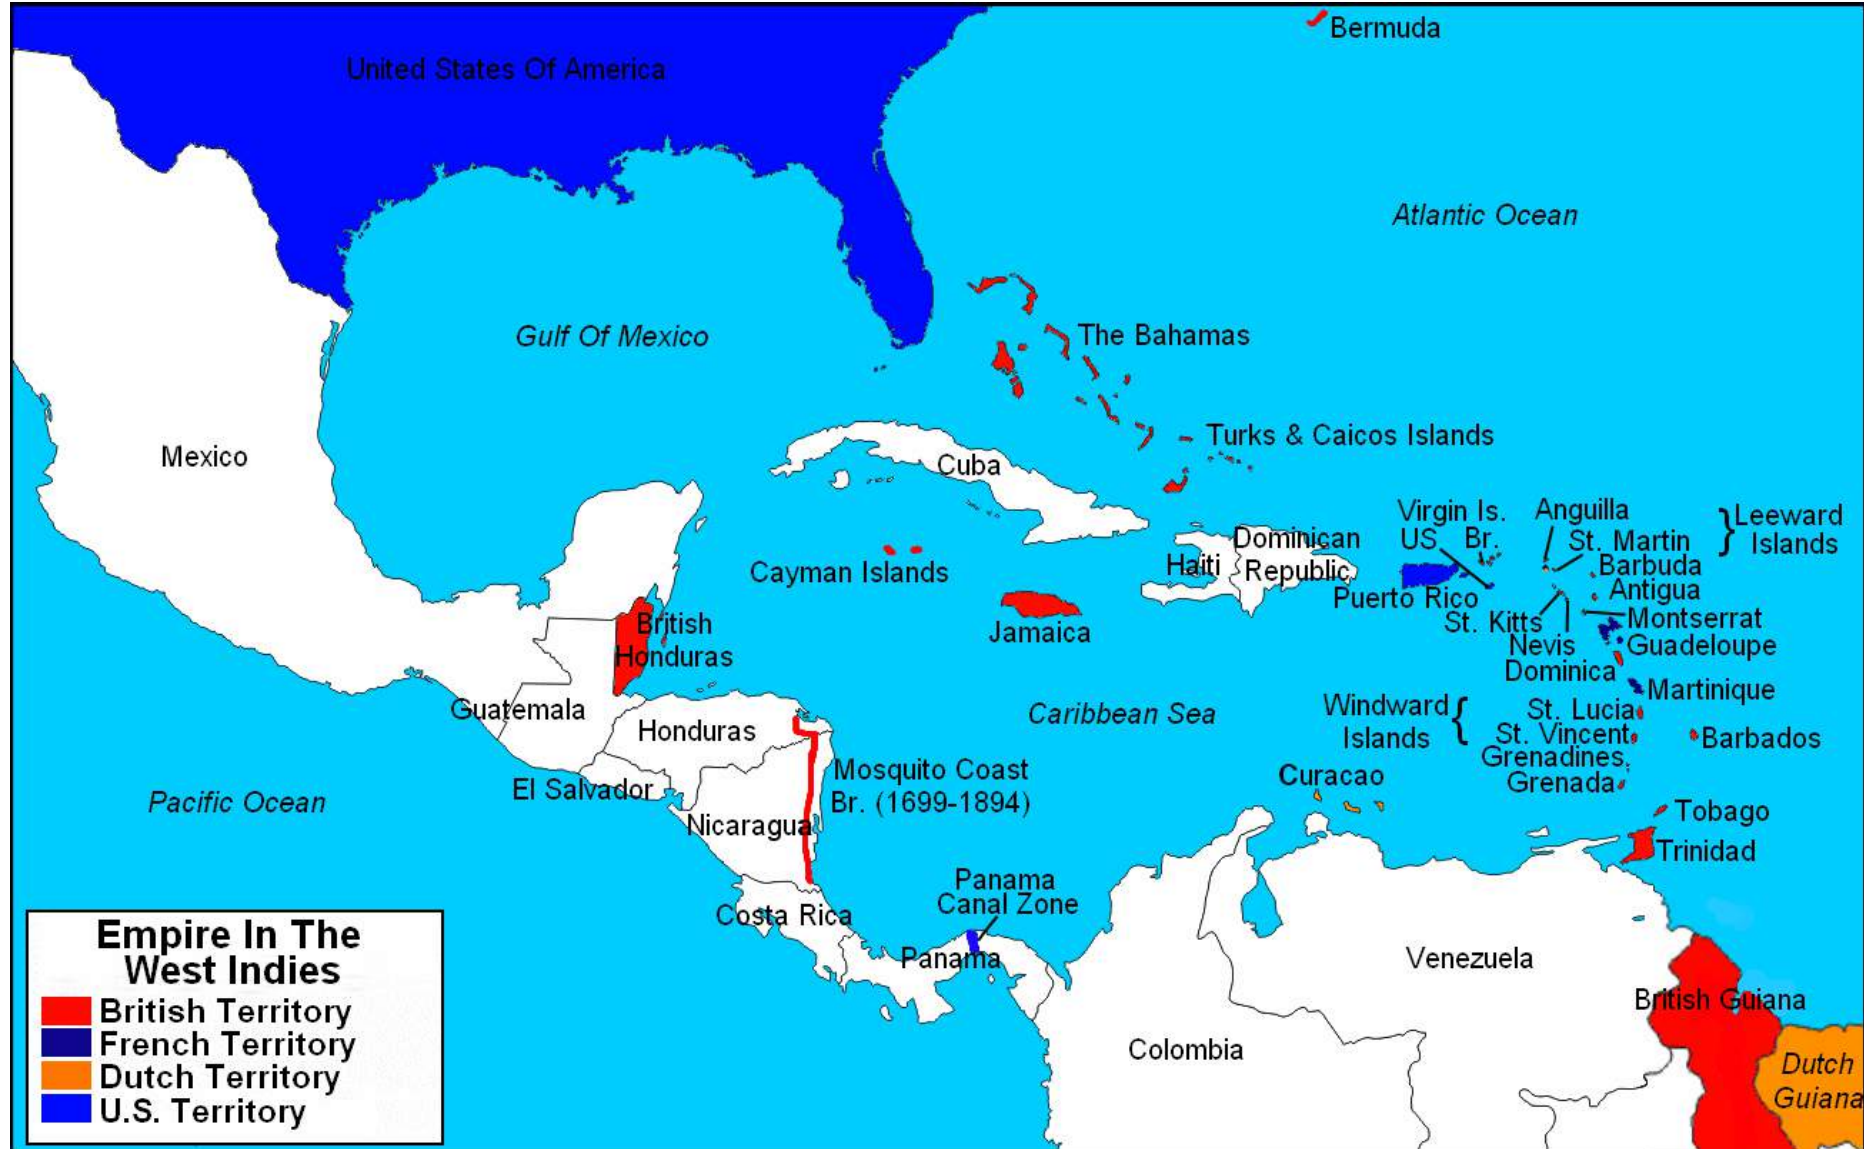 Bermuda
United States Of America
Atlantic Ocean
Gulf Of Mexico
The Bahamas
Turks & Caicos Islands
Mexico
Cuba
Virgin Is.
US Br.
Anguilla
St. Martin
}Leeward
Islands
Dominican
Republic
Haiti
Cayman Islands
Barbuda
Antigua
Puerto Rico
St. Kitts
Montserrat
Jamaica
British
Honduras
Nevis
Guadeloupe
Dominica
Martinique
Guatemala
Honduras
Caribbean Sea
Windward {
Islands
St. Lucia
St. Vincent
Grenadines
Grenada
Barbados
El Salvador
Mosquito Coast
Br. (1699-1894)
Curacao
Pacific Ocean
Nicaragua
Tobago
Trinidad
Panama
Canal Zone
Costa Rica
Panama
Venezuela
British Guiana
Colombia
Dutch
Guiana
Empire In The
West Indies
British Territory
French Territory
Dutch Territory
U.S. Territory